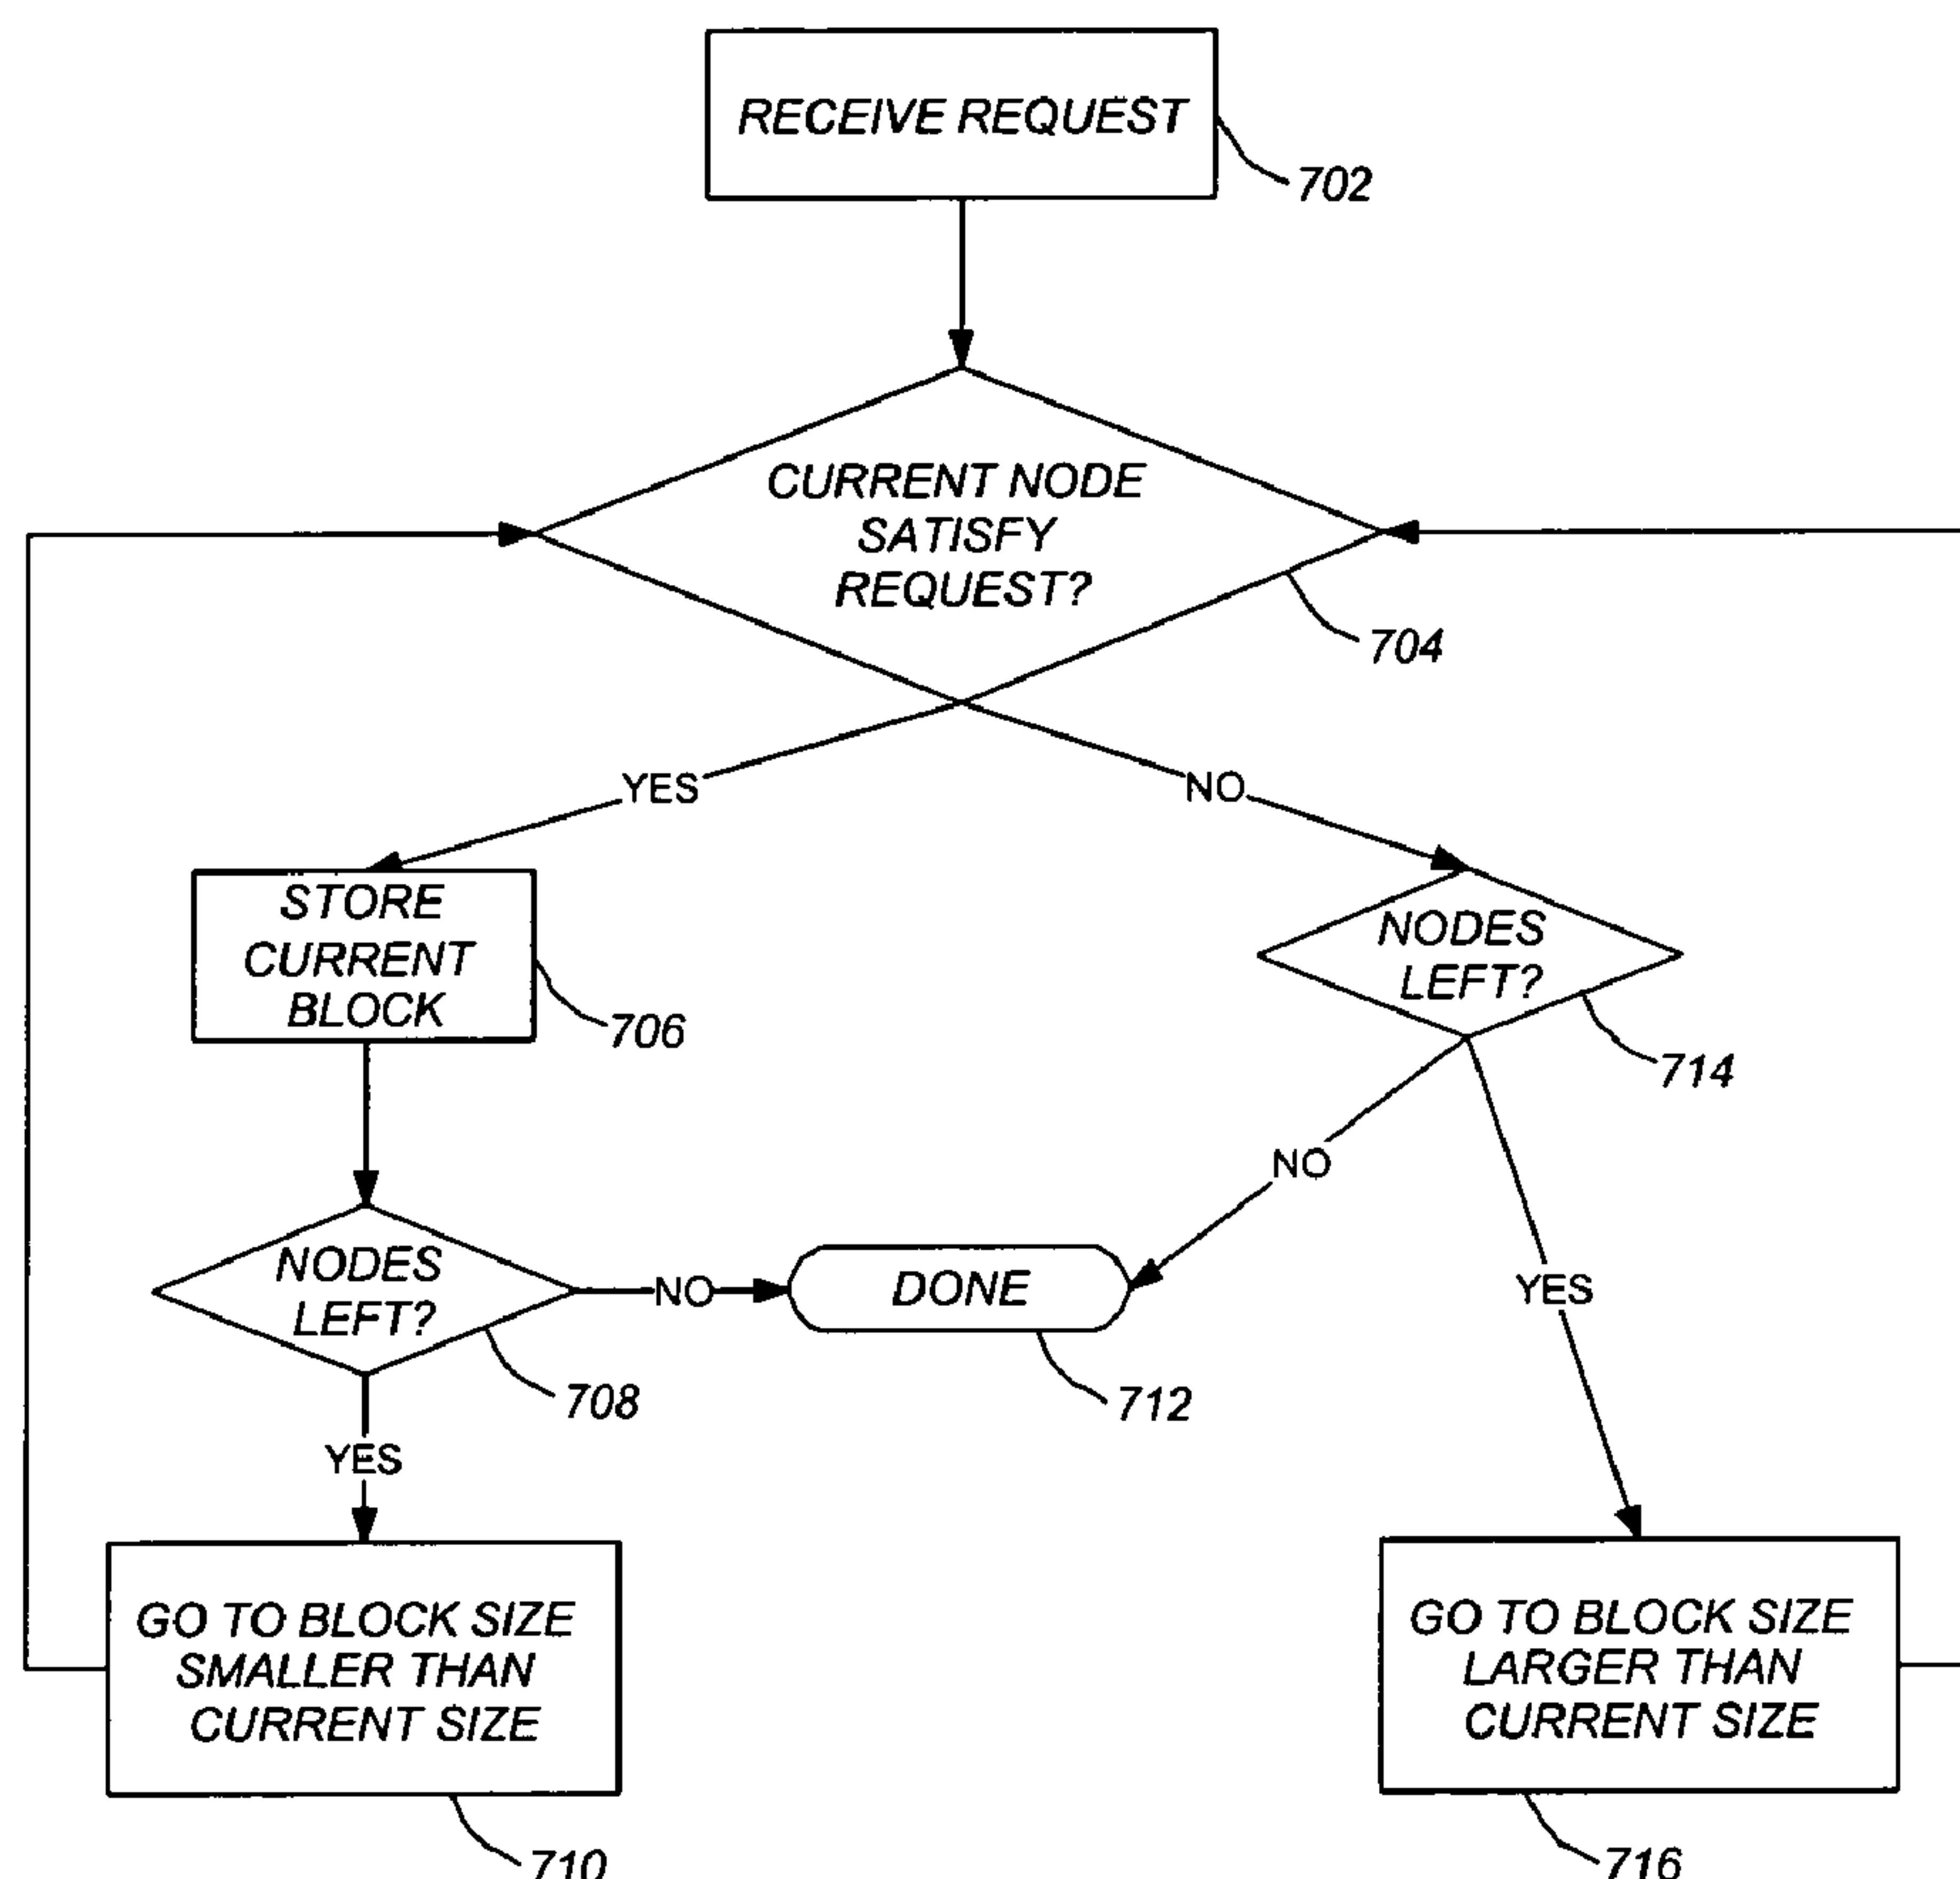 RECEIVE REQUEST
702
CURRENT NODE
SATISFY
REQUEST?
704
YES
NO
STORE
CURRENT
BLOCK
706
NODES
LEFT?
714
NO
NODES
LEFT?
708
NO
DONE
712
YES
YES
GO TO BLOCK SIZE
SMALLER THAN
CURRENT SIZE
710
GO TO BLOCK SIZE
LARGER THAN
CURRENT SIZE
716